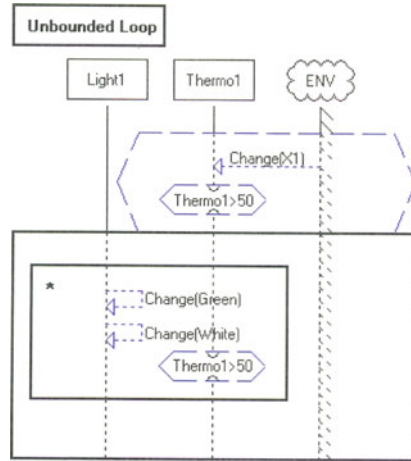 Unbounded Loop
Light1
Thermo1
ENV
Change(X1)
Thermo1>50
*
Change(Green)
Change(White)
Thermo1>50